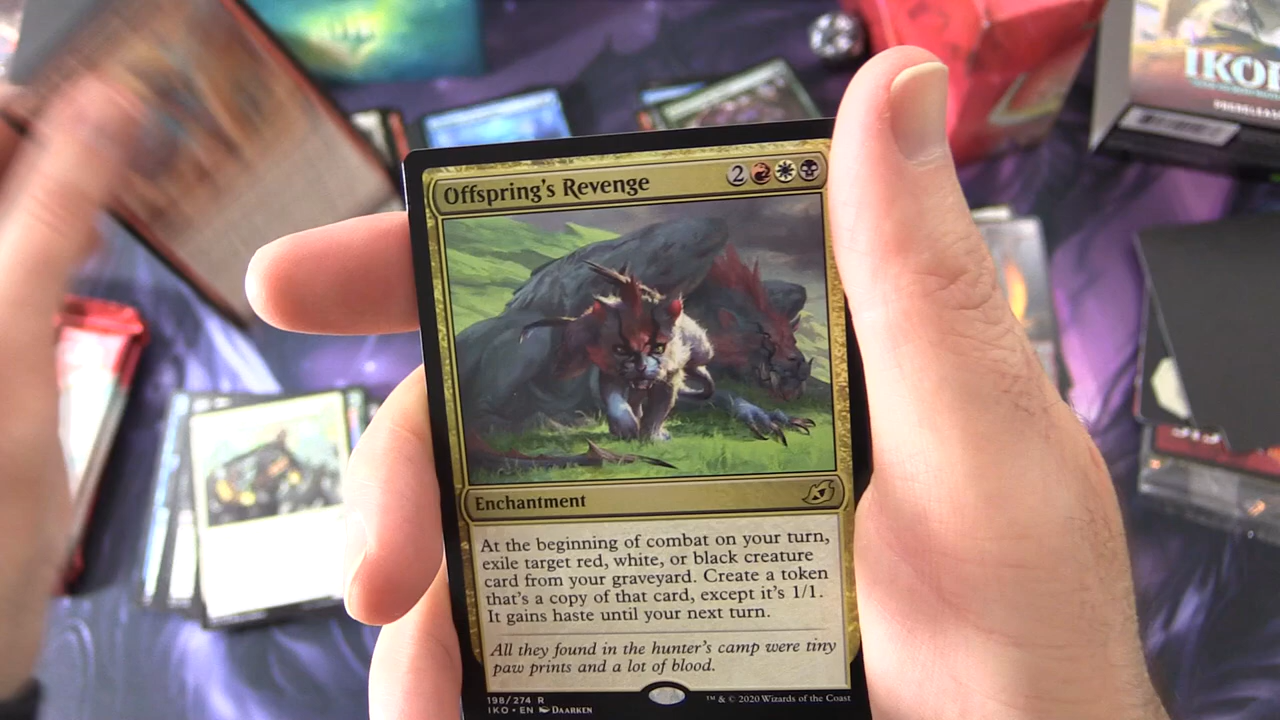 IKO
PRERELEAS
Offspring's Revenge
2
Enchantment
At the beginning of combat on your turn,
exile target red, white, or black creature
card from your graveyard. Create a token
that's a copy of that card, except it's 1/1.
It gains haste until your next turn.
All they found in the hunter's camp were tiny
paw prints and a lot of blood.
198/274 R
IKO • EN DAARKEN
™ & © 2020 Wizards of the Coast